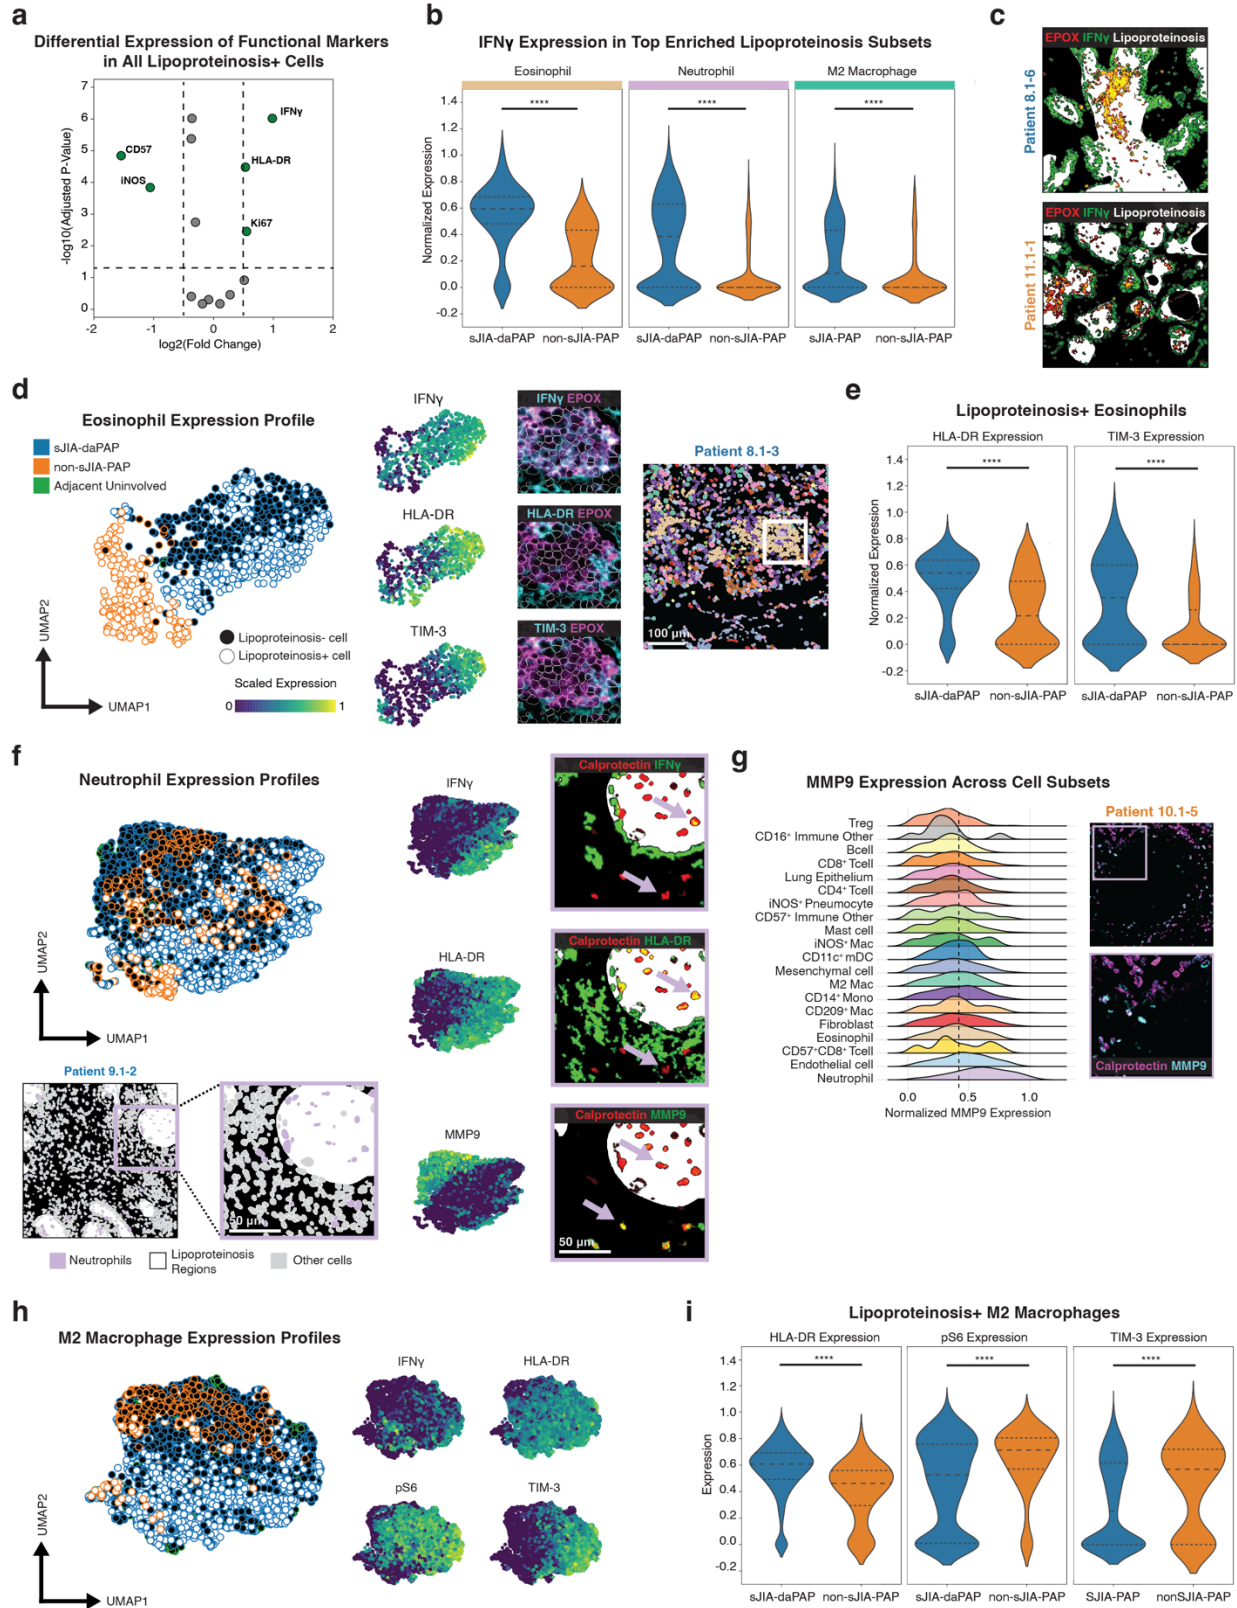 a
Differential Expression of Functional Markers
in All Lipoproteinosis+ Cells
-log10(Adjusted P-Value)
7
6
5
4
3
2
1
0
IFNγ
CD57
HLA-DR
iNOS
Ki67
-2
-1
0
1
2
log2(Fold Change)
b
IFNγ Expression in Top Enriched Lipoproteinosis Subsets
Eosinophil
Neutrophil
M2 Macrophage
Normalized Expression
1.4
1.2
1.0
0.8
0.6
0.4
0.2
0.0
-0.2
****
****
****
sJIA-daPAP
non-sJIA-PAP
sJIA-daPAP
non-sJIA-PAP
sJIA-PAP
non-sJIA-PAP
c
EPOX IFNγ Lipoproteinosis
Patient 8.1-6
EPOX IFNγ Lipoproteinosis
Patient 11.1-1
d
Eosinophil Expression Profile
sJIA-daPAP
non-sJIA-PAP
Adjacent Uninvolved
UMAP2
UMAP1
Lipoproteinosis- cell
Lipoproteinosis+ cell
Scaled Expression
0
1
IFNγ
HLA-DR
TIM-3
IFNγ EPOX
HLA-DR EPOX
TIM-3 EPOX
Patient 8.1-3
100 µm
e
Lipoproteinosis+ Eosinophils
HLA-DR Expression
TIM-3 Expression
Normalized Expression
1.4
1.2
1.0
0.8
0.6
0.4
0.2
0.0
-0.2
****
****
sJIA-daPAP
non-sJIA-PAP
sJIA-daPAP
non-sJIA-PAP
f
Neutrophil Expression Profiles
UMAP2
UMAP1
IFNγ
HLA-DR
MMP9
Calprotectin IFNγ
Calprotectin HLA-DR
Calprotectin MMP9
50 µm
Patient 9.1-2
50 µm
Neutrophils
Lipoproteinosis
Regions
Other cells
g
MMP9 Expression Across Cell Subsets
Treg
CD16+ Immune Other
Bcell
CD8+ Tcell
Lung Epithelium
CD4+ Tcell
iNOS+ Pneumocyte
CD57+ Immune Other
Mast cell
iNOS+ Mac
CD11c+ mDC
Mesenchymal cell
M2 Mac
CD14+ Mono
CD209+ Mac
Fibroblast
Eosinophil
CD57+CD8+ Tcell
Endothelial cell
Neutrophil
0.0
0.5
1.0
Normalized MMP9 Expression
Patient 10.1-5
Calprotectin MMP9
h
M2 Macrophage Expression Profiles
UMAP2
UMAP1
IFNγ
HLA-DR
pS6
TIM-3
i
Lipoproteinosis+ M2 Macrophages
HLA-DR Expression
pS6 Expression
TIM-3 Expression
Expression
1.4
1.2
1.0
0.8
0.6
0.4
0.2
0.0
-0.2
****
****
****
sJIA-daPAP
non-sJIA-PAP
sJIA-daPAP
non-sJIA-PAP
SJIA-PAP
nonSJIA-PAP